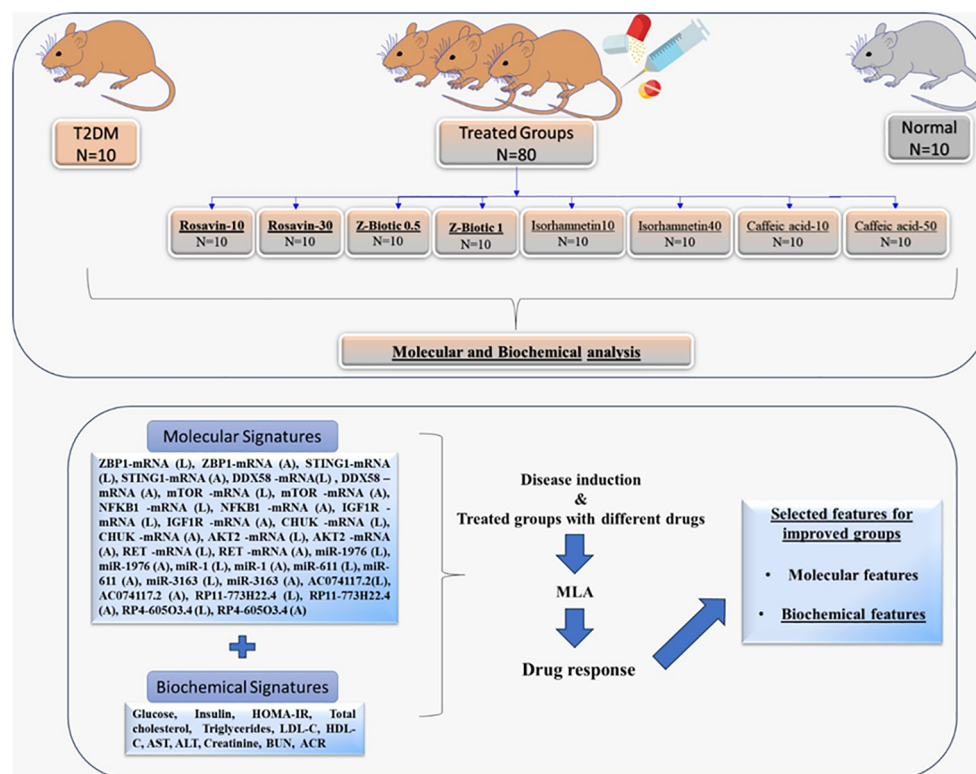 T2DM
N=10
Treated Groups
N=80
Normal
N=10
Rosavin-10
N=10
Rosavin-30
N=10
Z-Biotic 0.5
N=10
Z-Biotic 1
N=10
Isorhamnetin10
N=10
Isorhamnetin40
N=10
Caffeic acid-10
N=10
Caffeic acid-50
N=10
Molecular and Biochemical analysis
Molecular Signatures
ZBP1-mRNA (L), ZBP1-mRNA (A), STING1-mRNA
(L), STING1-mRNA (A), DDX58 -mRNA(L) , DDX58 –
mRNA (A), mTOR -mRNA (L), mTOR -mRNA (A),
NFKB1 -mRNA (L), NFKB1 -mRNA (A), IGF1R -
mRNA (L), IGF1R -mRNA (A), CHUK -mRNA (L),
CHUK -mRNA (A), AKT2 -mRNA (L), AKT2 -mRNA
(A), RET -mRNA (L), RET -mRNA (A), miR-1976 (L),
miR-1976 (A), miR-1 (L), miR-1 (A), miR-611 (L), miR-
611 (A), miR-3163 (L), miR-3163 (A), AC074117.2(L),
AC074117.2 (A), RP11-773H22.4 (L), RP11-773H22.4
(A), RP4-605O3.4 (L), RP4-605O3.4 (A)
Biochemical Signatures
Glucose, Insulin, HOMA-IR, Total
cholesterol, Triglycerides, LDL-C, HDL-
C, AST, ALT, Creatinine, BUN, ACR
Disease induction
&
Treated groups with different drugs
MLA
Drug response
Selected features for
improved groups
• Molecular features
• Biochemical features